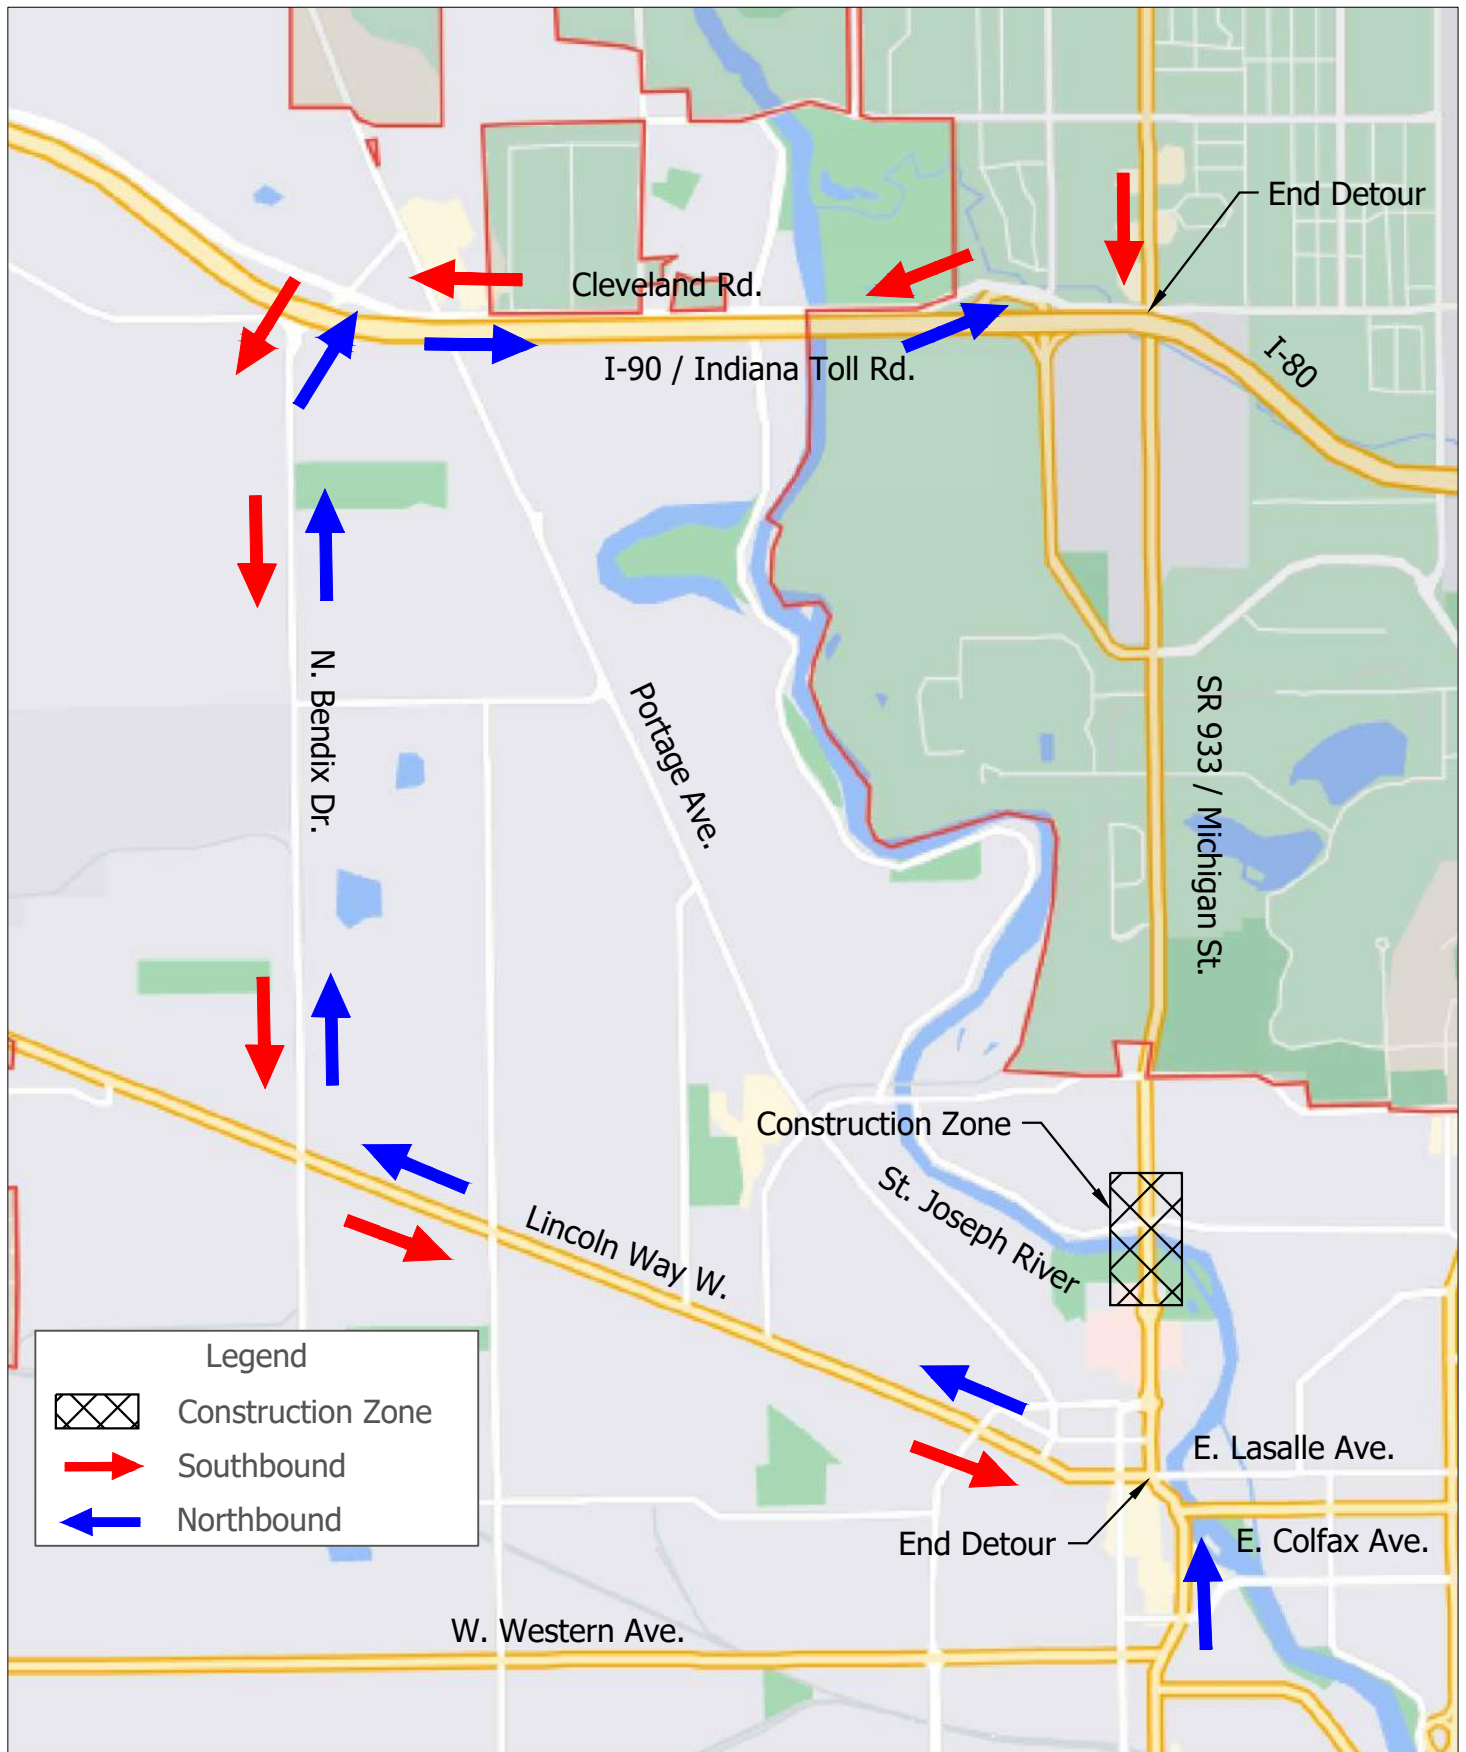 End Detour
Cleveland Rd.
I-90 / Indiana Toll Rd.
I-80
N. Bendix Dr.
Portage Ave.
SR 933 / Michigan St.
Construction Zone
St. Joseph River
Lincoln Way W.
Legend
Construction Zone
Southbound
Northbound
E. Lasalle Ave.
End Detour
E. Colfax Ave.
W. Western Ave.